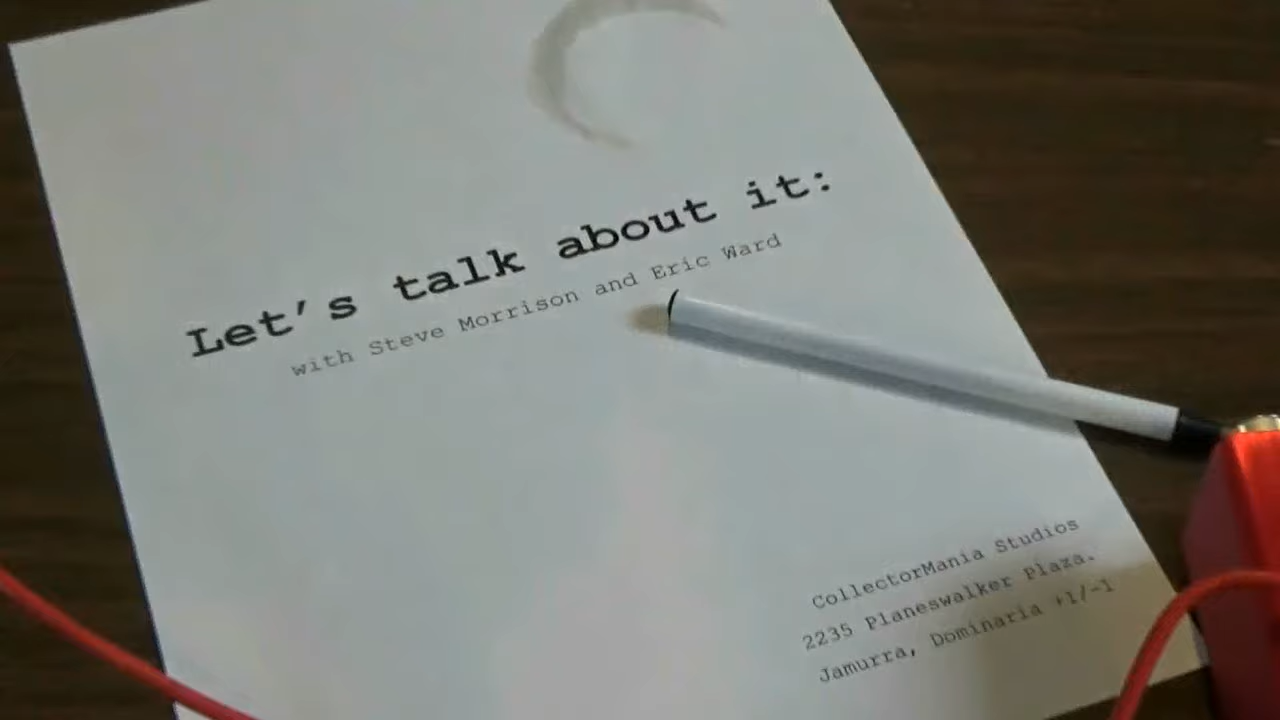 Let's talk about it:
with Steve Morrison and Eric Ward
CollectorMania Studios
2235 Planeswalker Plaza.
Jamurra, Dominaria +1/-1